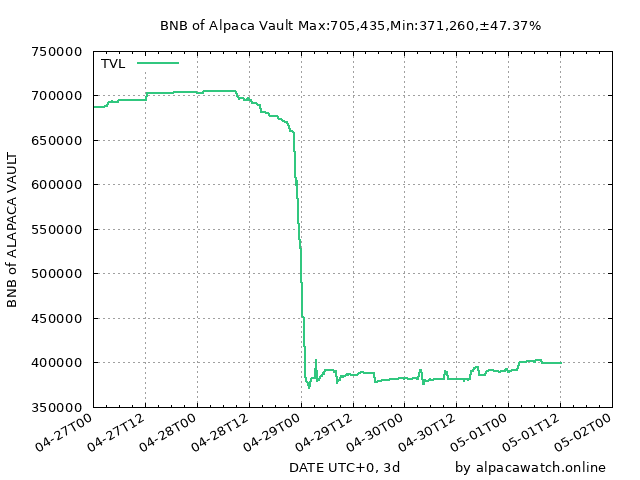 BNB of Alpaca Vault Max:705,435,Min:371,260,±47.37%
TVL
750000
700000
650000
600000
550000
500000
450000
400000
350000
BNB of ALAPACA VAULT
04-27T00
04-27T12
04-28T00
04-28T12
04-29T00
04-29T12
04-30T00
04-30T12
05-01T00
05-01T12
05-02T00
DATE UTC+0, 3d
by alpacawatch.online